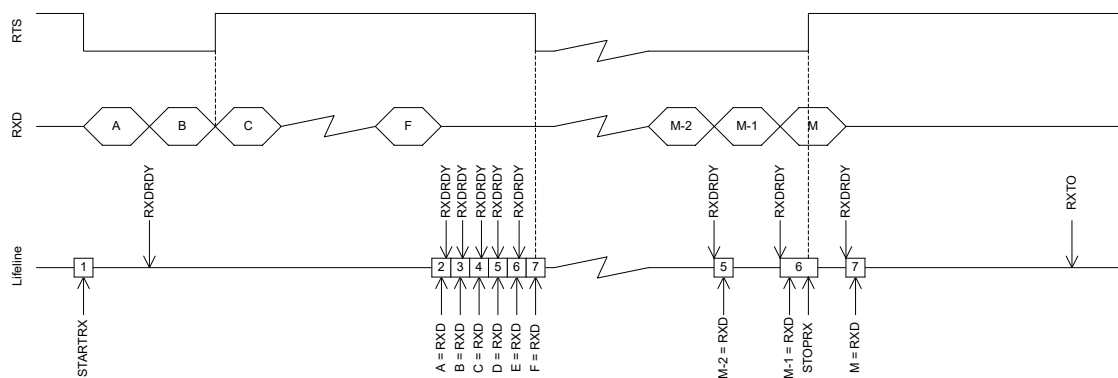 RTS
RXD
A
B
C
F
M-2
M-1
M
Lifeline
RXDRDY
RXDRDY
RXDRDY
RXDRDY
RXDRDY
RXDRDY
RXDRDY
RXDRDY
RXDRDY
RXTO
1
2
3
4
5
6
7
5
6
7
STARTRX
A = RXD
B = RXD
C = RXD
D = RXD
E = RXD
F = RXD
M-2 = RXD
M-1 = RXD
STOPRX
M = RXD